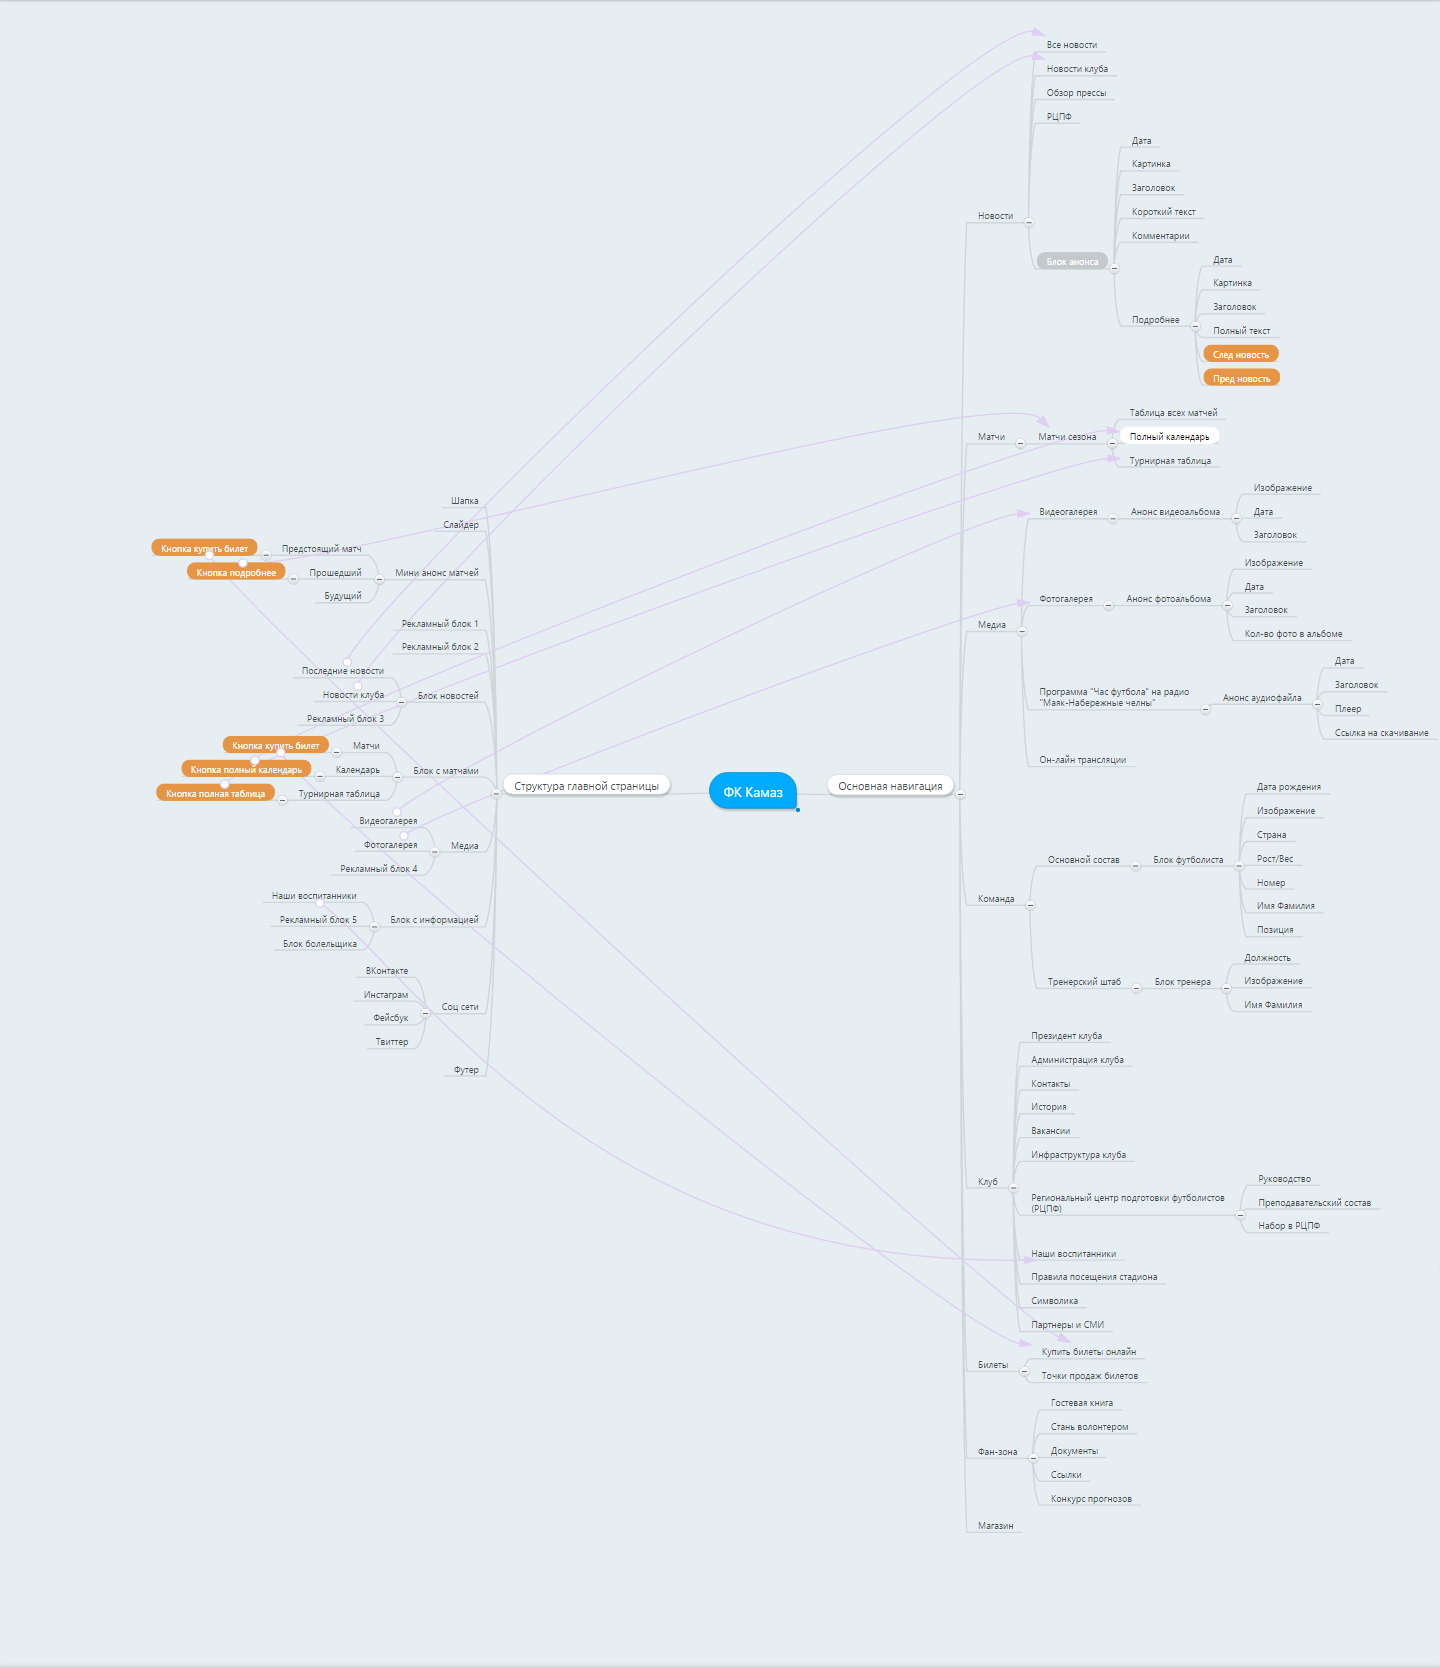 ФК Камаз
Структура главной страницы
Шапка
Слайдер
Мини анонс матчей
Предстоящий матч
Кнопка купить билет
Прошедший
Кнопка подробнее
Будущий
Рекламный блок 1
Рекламный блок 2
Блок новостей
Последние новости
Новости клуба
Рекламный блок 3
Блок с матчами
Матчи
Кнопка купить билет
Календарь
Кнопка полный календарь
Турнирная таблица
Кнопка полная таблица
Медиа
Видеогалерея
Фотогалерея
Рекламный блок 4
Блок с информацией
Наши воспитанники
Рекламный блок 5
Блок болельщика
Соц сети
ВКонтакте
Инстаграм
Фейсбук
Твиттер
Футер
Основная навигация
Новости
Все новости
Новости клуба
Обзор прессы
РЦПФ
Блок анонса
Дата
Картинка
Заголовок
Короткий текст
Комментарии
Подробнее
Дата
Картинка
Заголовок
Полный текст
След новость
Пред новость
Матчи
Матчи сезона
Таблица всех матчей
Полный календарь
Турнирная таблица
Медиа
Видеогалерея
Анонс видеоальбома
Изображение
Дата
Заголовок
Фотогалерея
Анонс фотоальбома
Изображение
Дата
Заголовок
Кол-во фото в альбоме
Программа "Час футбола" на радио
"Маяк-Набережные челны"
Анонс аудиофайла
Дата
Заголовок
Плеер
Ссылка на скачивание
Он-лайн трансляции
Команда
Основной состав
Блок футболиста
Дата рождения
Изображение
Страна
Рост/Вес
Номер
Имя Фамилия
Позиция
Тренерский штаб
Блок тренера
Должность
Изображение
Имя Фамилия
Клуб
Президент клуба
Администрация клуба
Контакты
История
Вакансии
Инфраструктура клуба
Региональный центр подготовки футболистов
(РЦПФ)
Руководство
Преподавательский состав
Набор в РЦПФ
Наши воспитанники
Правила посещения стадиона
Символика
Партнеры и СМИ
Билеты
Купить билеты онлайн
Точки продаж билетов
Фан-зона
Гостевая книга
Стань волонтером
Документы
Ссылки
Конкурс прогнозов
Магазин